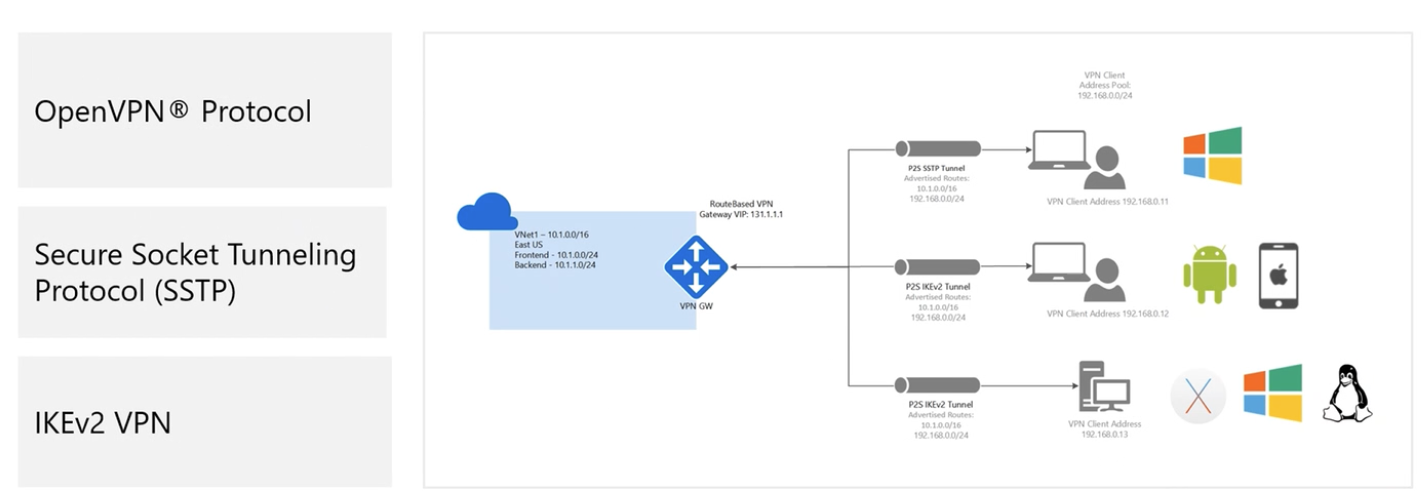 OpenVPN® Protocol
Secure Socket Tunneling
Protocol (SSTP)
IKEv2 VPN
VNet1 – 10.1.0.0/16
East US
Frontend - 10.1.0.0/24
Backend - 10.1.1.0/24
RouteBased VPN
Gateway VIP: 131.1.1.1
VPN GW
VPN Client
Address Pool:
192.168.0.0/24
P2S SSTP Tunnel
Advertised Routes:
10.1.0.0/16
192.168.0.0/24
VPN Client Address 192.168.0.11
P2S IKEv2 Tunnel
Advertised Routes:
10.1.0.0/16
192.168.0.0/24
VPN Client Address 192.168.0.12
P2S IKEv2 Tunnel
Advertised Routes:
10.1.0.0/16
192.168.0.0/24
VPN Client Address
192.168.0.13